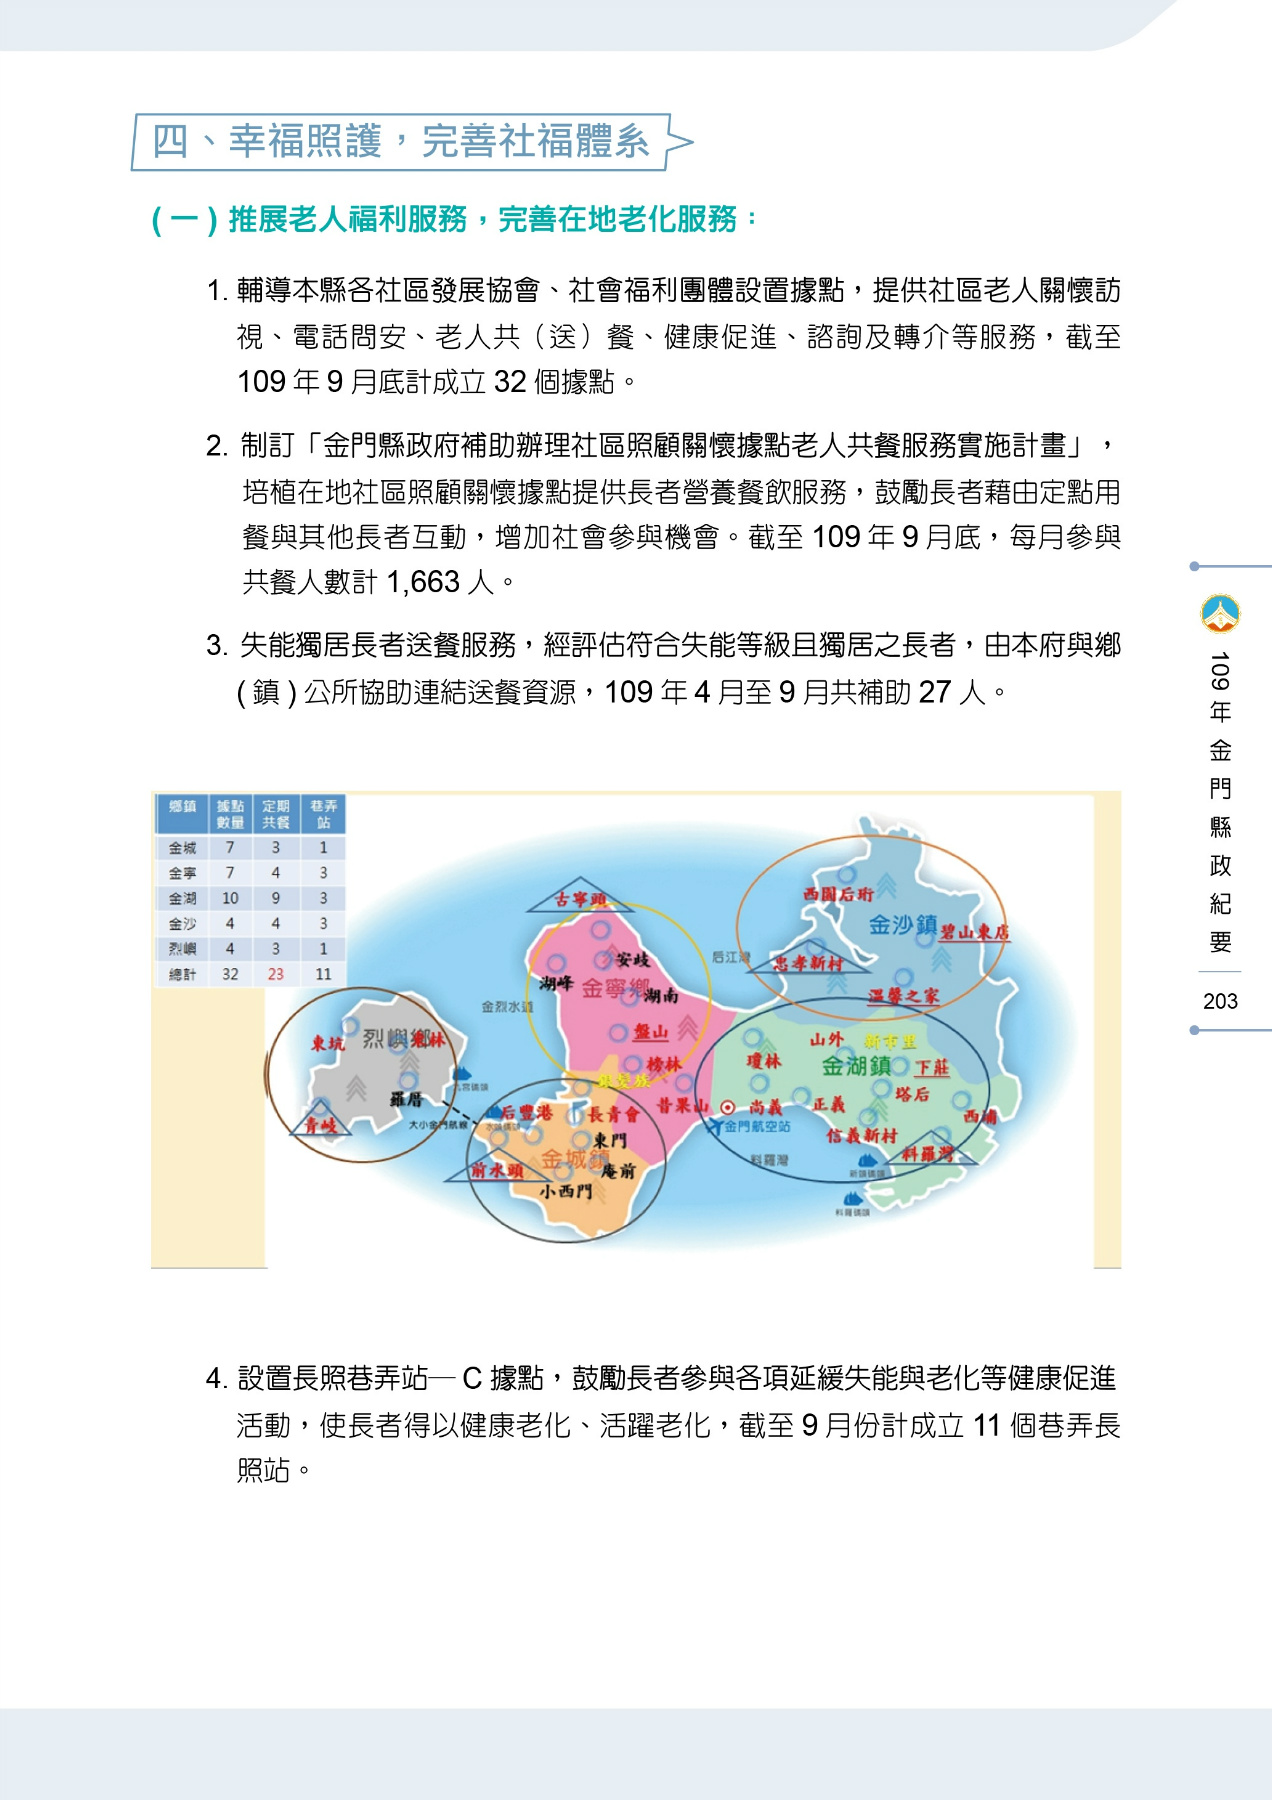 四、幸福照護，完善社福體系
(一) 推展老人福利服務，完善在地老化服務：
1. 輔導本縣各社區發展協會、社會福利團體設置據點，提供社區老人關懷訪
視、電話問安、老人共（送）餐、健康促進、諮詢及轉介等服務，截至
109 年 9 月底計成立 32 個據點。
2. 制訂「金門縣政府補助辦理社區照顧關懷據點老人共餐服務實施計畫」，
培植在地社區照顧關懷據點提供長者營養餐飲服務，鼓勵長者藉由定點用
餐與其他長者互動，增加社會參與機會。截至 109 年 9 月底，每月參與
共餐人數計 1,663 人。
3. 失能獨居長者送餐服務，經評估符合失能等級且獨居之長者，由本府與鄉
(鎮) 公所協助連結送餐資源，109 年 4 月至 9 月共補助 27 人。
鄉鎮 據點數量 定期共餐 巷弄站
金城 7 3 1
金寧 7 4 3
金湖 10 9 3
金沙 4 4 3
烈嶼 4 3 1
總計 32 23 11
古寧頭
安岐
湖峰
金寧鄉
湖南
盤山
榜林
昔果山
金烈水道
后江灣
西園后珩
金沙鎮
碧山東店
忠孝新村
溫馨之家
山外
新市里
瓊林
金湖鎮
下莊
塔后
尚義
正義
西埔
金門航空站
信義新村
料羅灣
料羅灣
新頭碼頭
料羅碼頭
東坑
烈嶼鄉
東林
羅厝
青岐
九宮碼頭
大小金門航線
水頭碼頭
后豐港
長青會
東門
金城鎮
庵前
前水頭
小西門
4. 設置長照巷弄站─ C 據點，鼓勵長者參與各項延緩失能與老化等健康促進
活動，使長者得以健康老化、活躍老化，截至 9 月份計成立 11 個巷弄長
照站。
109年金門縣政紀要
203